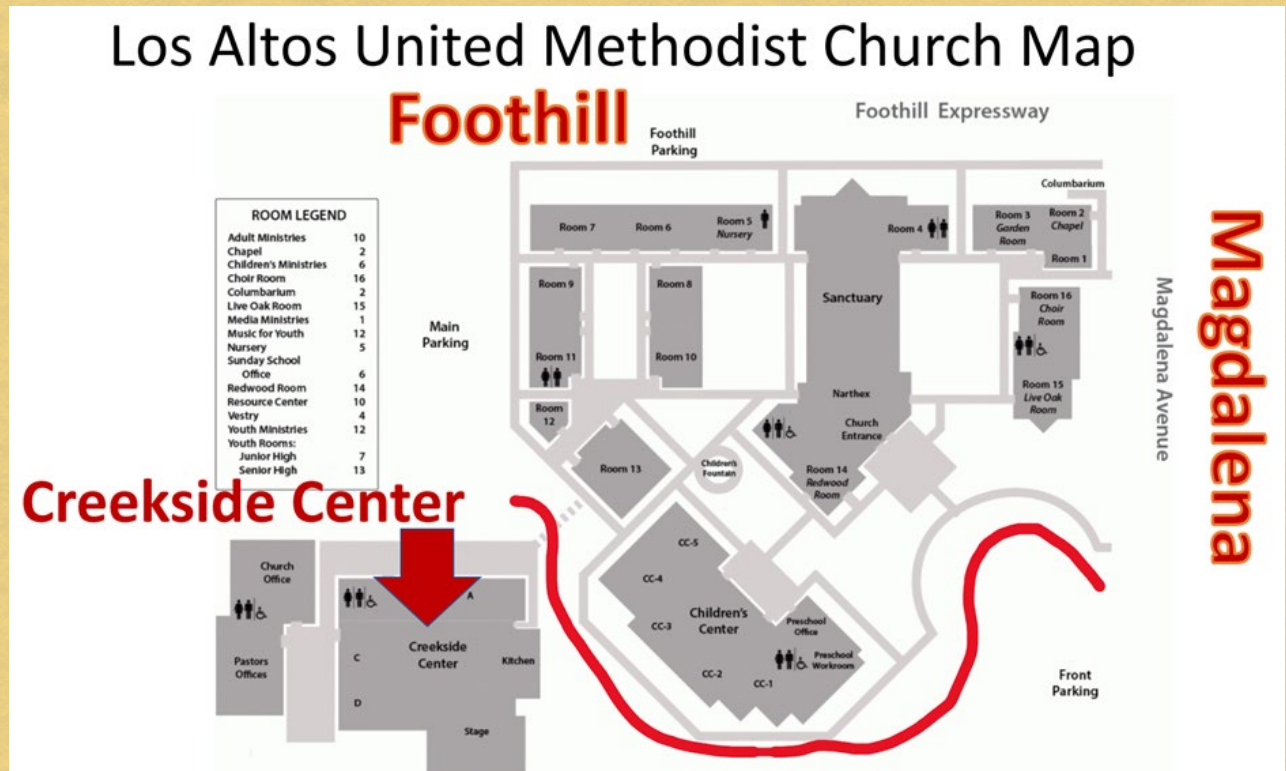 Los Altos United Methodist Church Map
Foothill
Foothill Expressway
Foothill
Parking
Columbarium
ROOM LEGEND
Adult Ministries 10
Chapel 2
Children's Ministries 6
Choir Room 16
Columbarium 2
Live Oak Room 15
Media Ministries 1
Music for Youth 12
Nursery 5
Sunday School
Office 6
Redwood Room 14
Resource Center 10
Vestry 4
Youth Ministries 12
Youth Rooms:
Junior High 7
Senior High 13
Room 7
Room 6
Room 5
Nursery
Room 4
Room 3
Garden
Room
Room 2
Chapel
Room 1
Magdalena
Magdalena Avenue
Main
Parking
Room 9
Room 8
Sanctuary
Room 16
Choir
Room
Room 11
Room 10
Room 15
Live Oak
Room
Narthex
Room
12
Church
Entrance
Room 13
Children's
Fountain
Room 14
Redwood
Room
Creekside Center
CC-5
CC-4
CC-3
CC-2
CC-1
Children's
Center
Preschool
Office
Preschool
Workroom
Church
Office
A
Pastors
Offices
C
Creekside
Center
Kitchen
D
Stage
Front
Parking